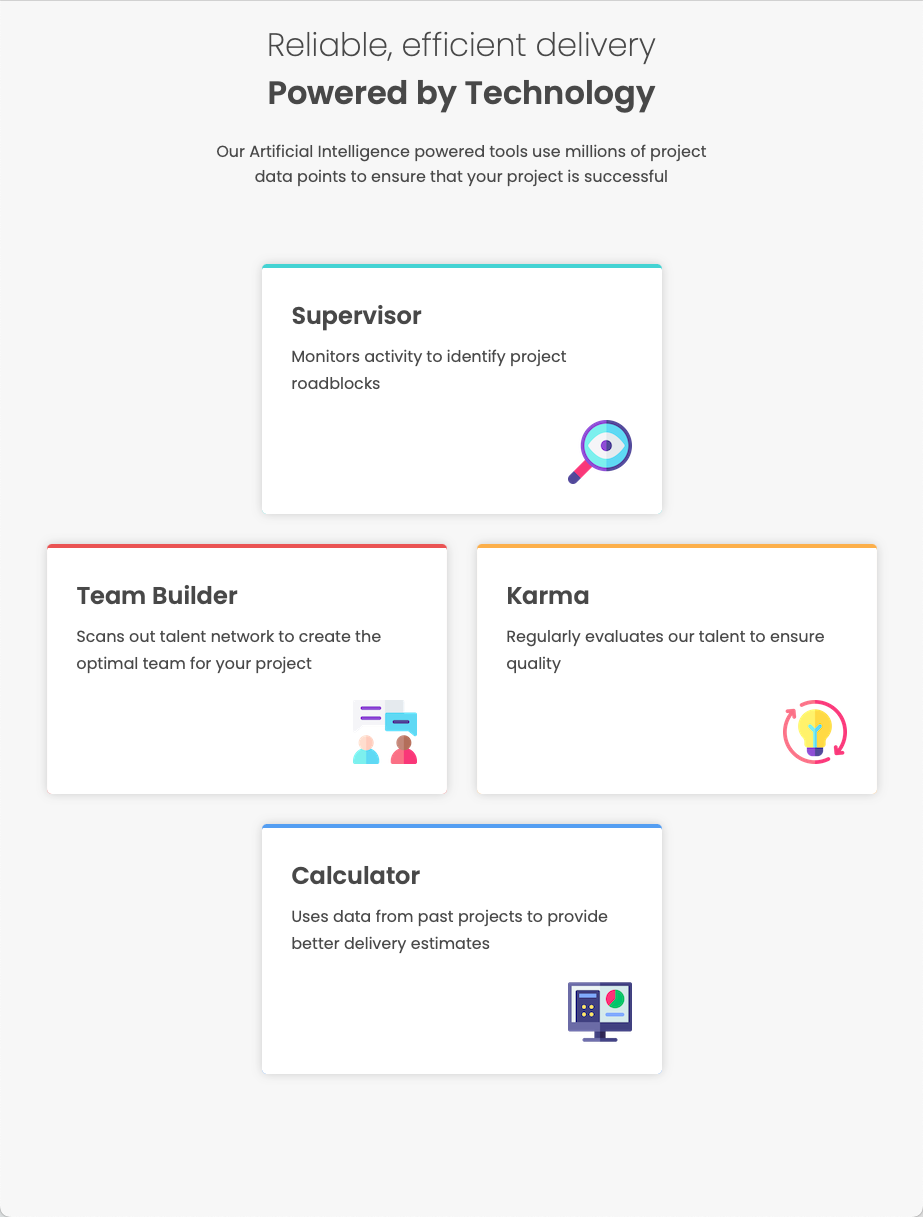 Reliable, efficient delivery
Powered by Technology
Our Artificial Intelligence powered tools use millions of project
data points to ensure that your project is successful
Supervisor
Monitors activity to identify project
roadblocks
Team Builder
Scans out talent network to create the
optimal team for your project
Karma
Regularly evaluates our talent to ensure
quality
Calculator
Uses data from past projects to provide
better delivery estimates